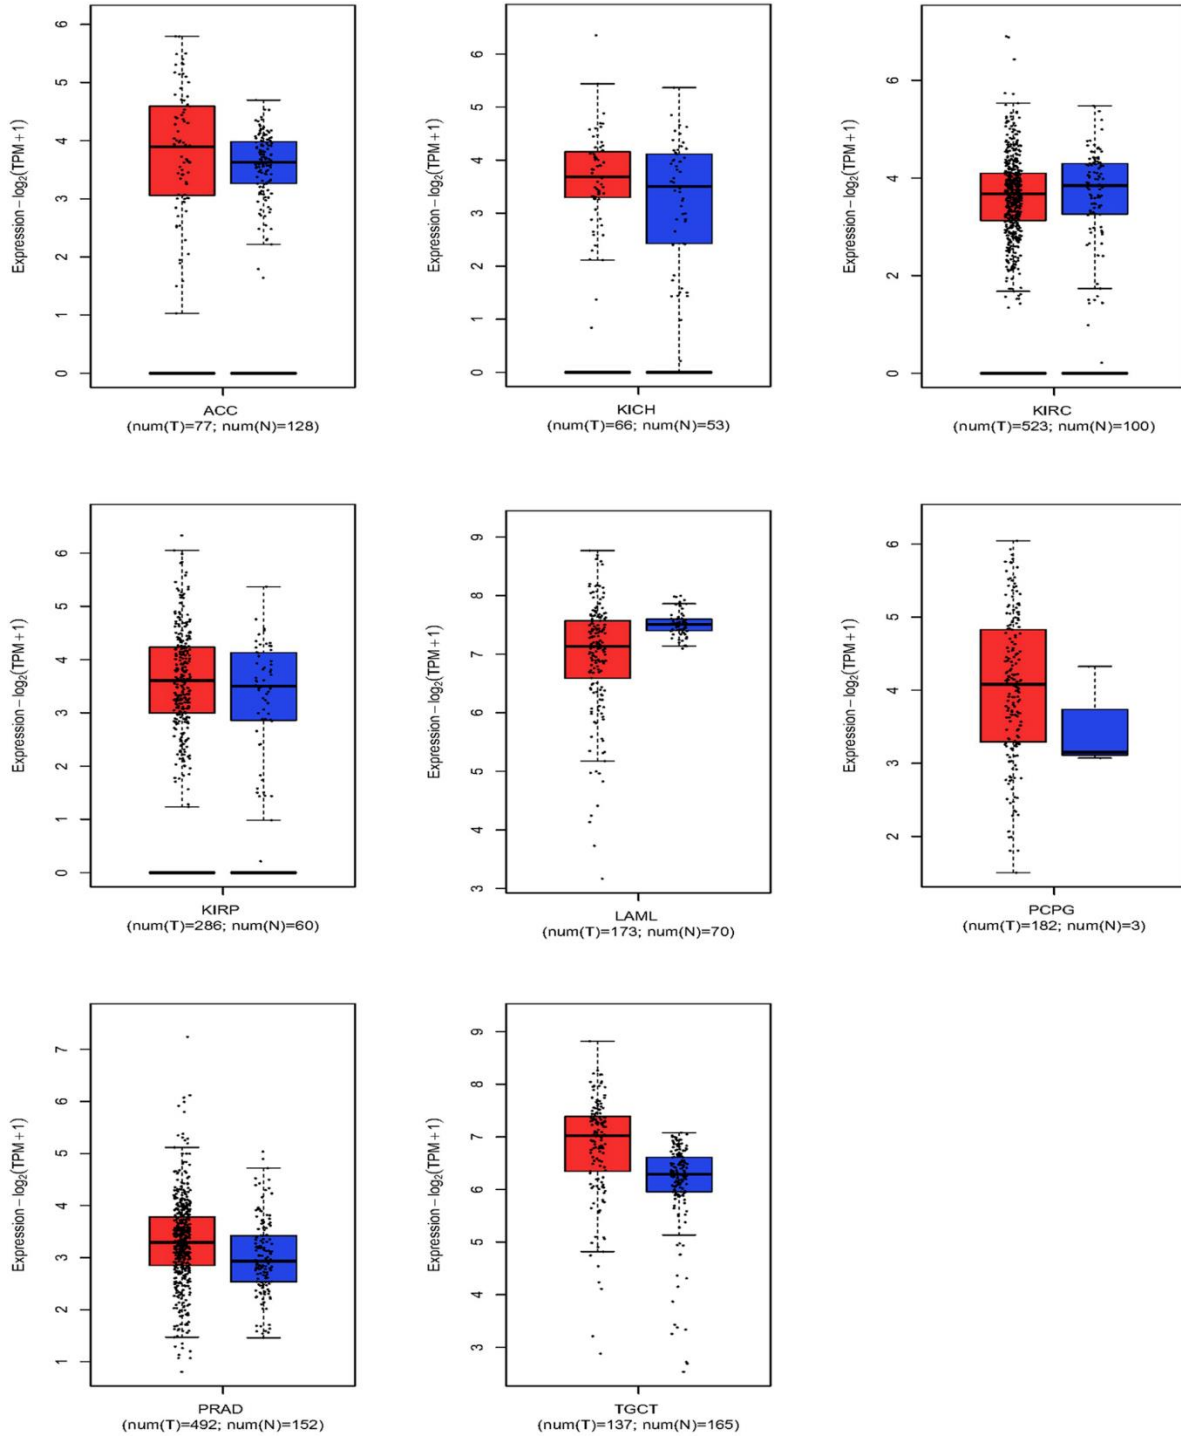 Expression − log₂(TPM + 1)
6
5
4
3
2
1
0
ACC
(num(T)=77; num(N)=128)
Expression − log₂(TPM + 1)
6
5
4
3
2
1
0
KICH
(num(T)=66; num(N)=53)
Expression − log₂(TPM + 1)
6
4
2
0
KIRC
(num(T)=523; num(N)=100)
Expression − log₂(TPM + 1)
6
5
4
3
2
1
0
KIRP
(num(T)=286; num(N)=60)
Expression − log₂(TPM + 1)
9
8
7
6
5
4
3
LAML
(num(T)=173; num(N)=70)
Expression − log₂(TPM + 1)
6
5
4
3
2
PCPG
(num(T)=182; num(N)=3)
Expression − log₂(TPM + 1)
7
6
5
4
3
2
1
PRAD
(num(T)=492; num(N)=152)
Expression − log₂(TPM + 1)
9
8
7
6
5
4
3
TGCT
(num(T)=137; num(N)=165)